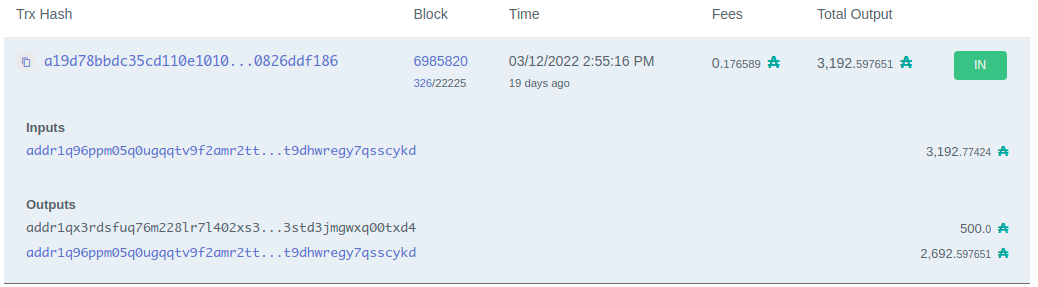 Trx Hash Block Time Fees Total Output
a19d78bbdc35cd110e1010...0826ddf186 6985820 03/12/2022 2:55:16 PM 0.176589 ₳ 3,192.597651 ₳ IN
326/22225 19 days ago
Inputs
addr1q96ppm05q0ugqqtv9f2amr2tt...t9dhwregy7qsscykd 3,192.77424 ₳
Outputs
addr1qx3rdsfuq76m228lr7l402xs3...3std3jmgwxq00txd4 500.0 ₳
addr1q96ppm05q0ugqqtv9f2amr2tt...t9dhwregy7qsscykd 2,692.597651 ₳